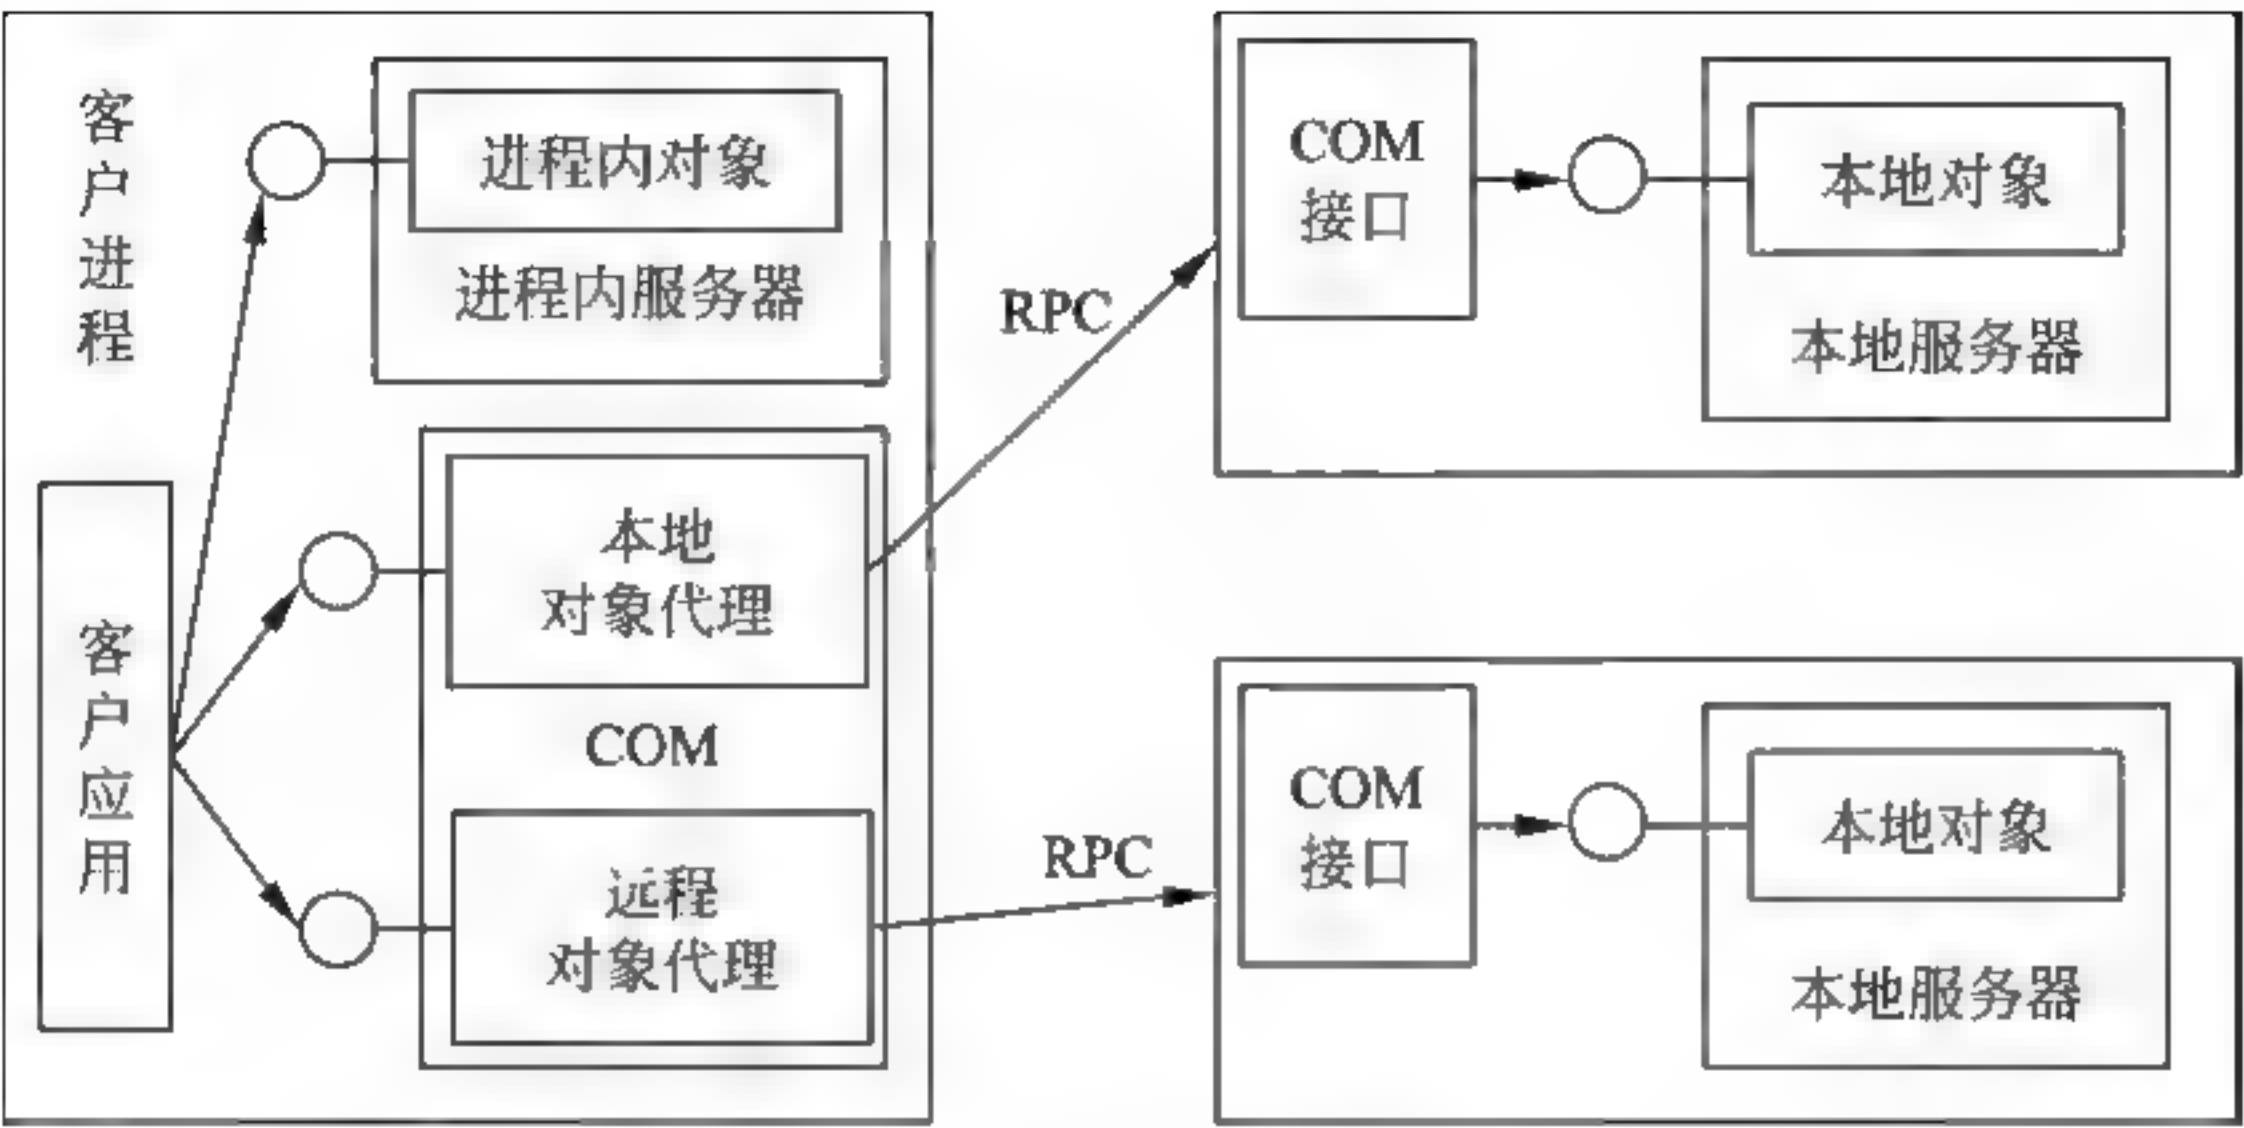 客户进程
进程内对象
进程内服务器
客户应用
本地
对象代理
COM
远程
对象代理
RPC
RPC
COM
接口
本地对象
本地服务器
COM
接口
本地对象
本地服务器